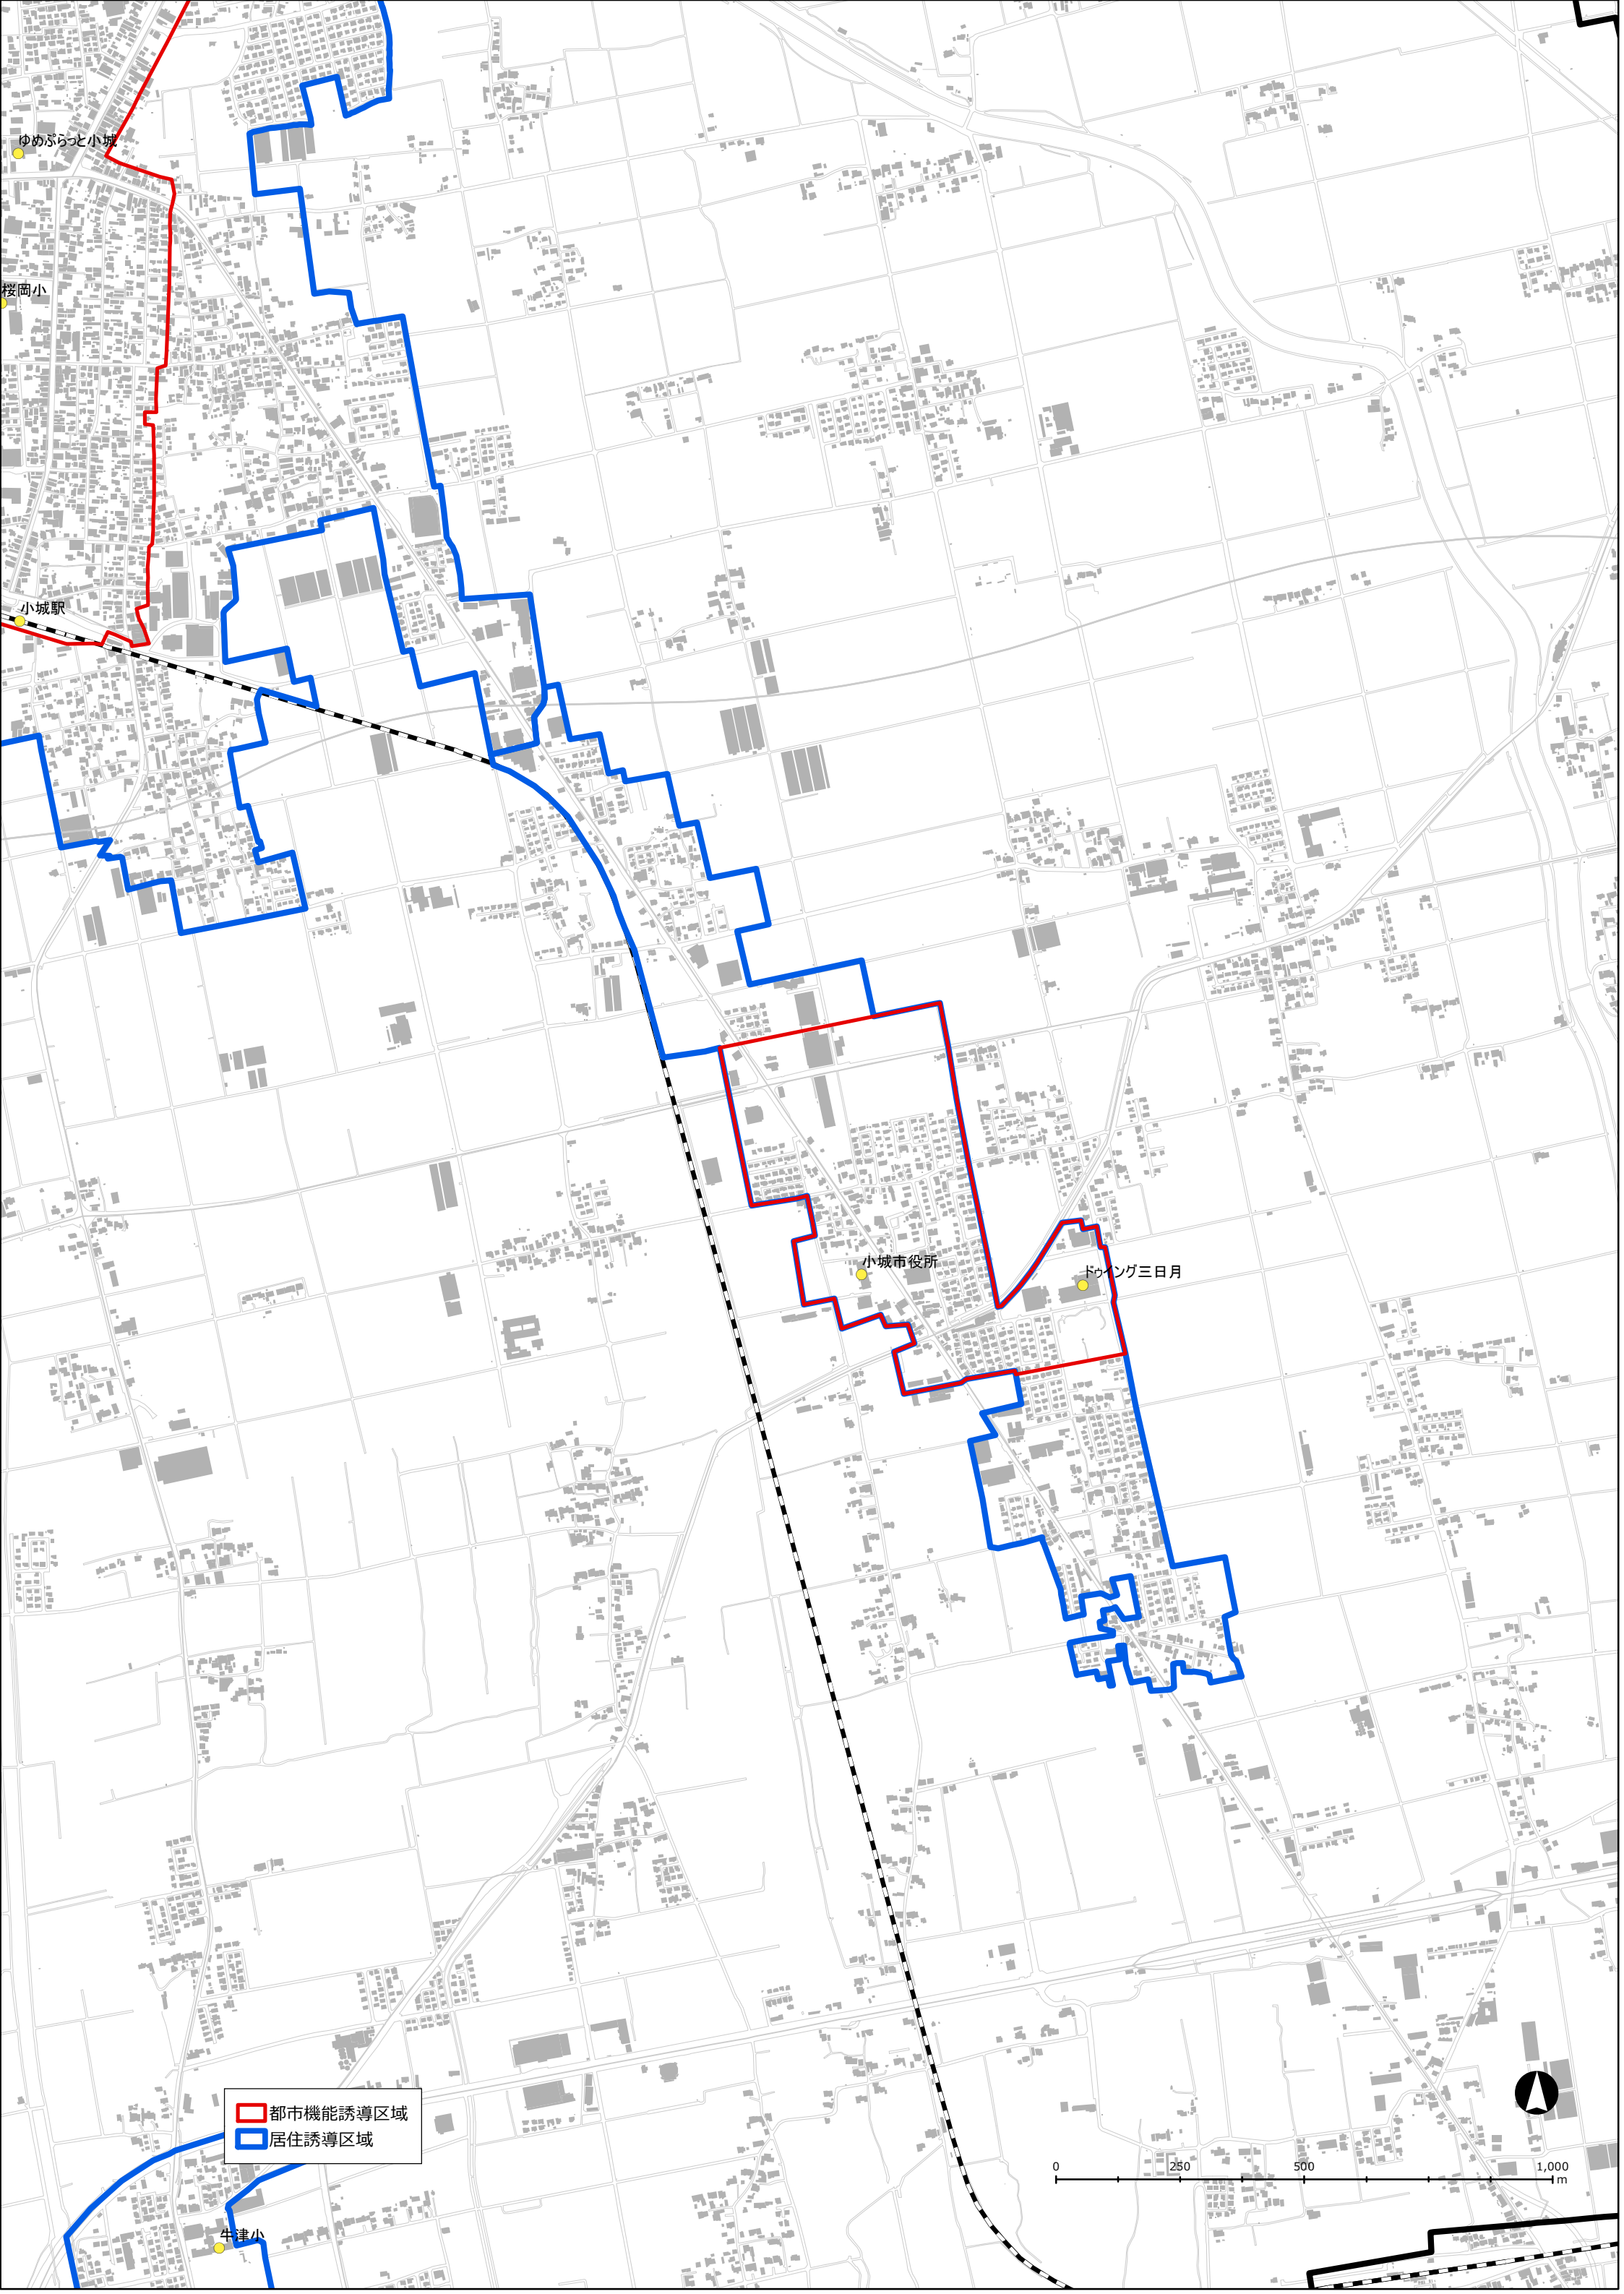 ゆめぷらっと小城
桜岡小
小城駅
小城市役所
ドゥイング三日月
都市機能誘導区域
居住誘導区域
0 250 500 1,000
m
牛津小